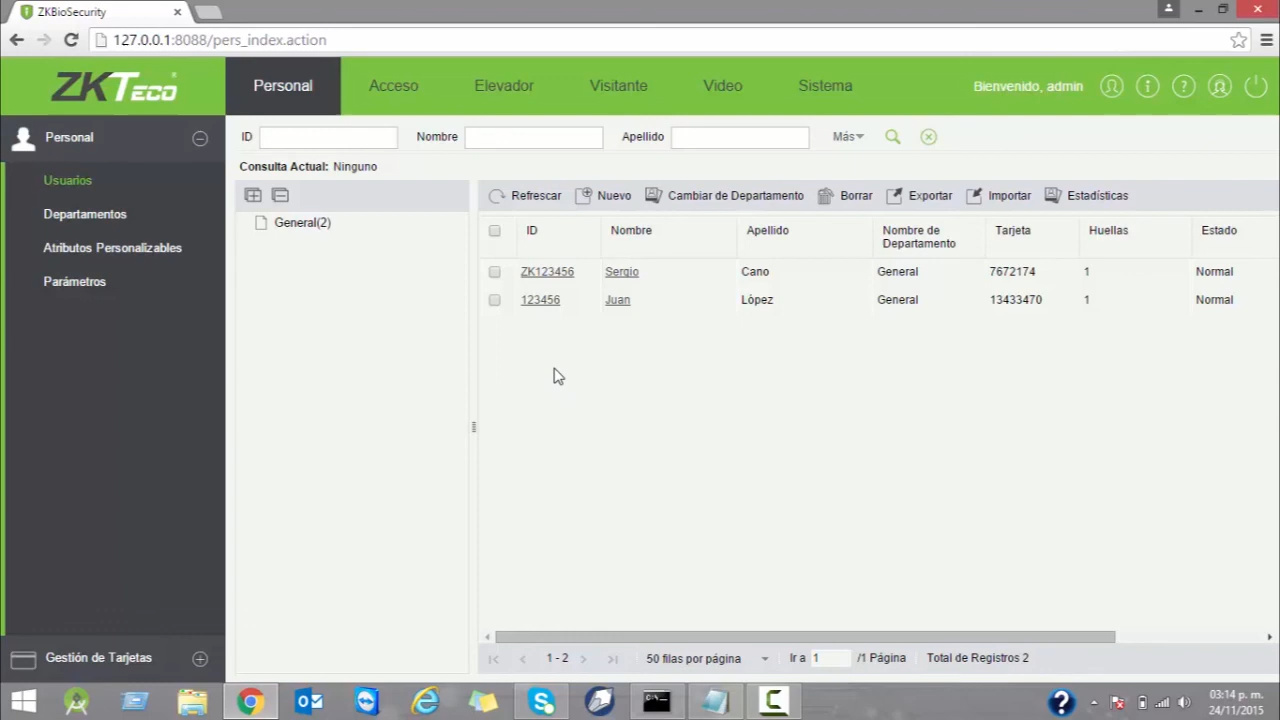 ZKBioSecurity
127.0.0.1:8088/pers_index.action
ZKTECO
Personal
Acceso
Elevador
Visitante
Video
Sistema
Bienvenido, admin
Personal
Usuarios
Departamentos
Atributos Personalizables
Parámetros
Gestión de Tarjetas
ID
Nombre
Apellido
Más
Consulta Actual: Ninguno
General(2)
Refrescar
Nuevo
Cambiar de Departamento
Borrar
Exportar
Importar
Estadísticas
ID
Nombre
Apellido
Nombre de
Departamento
Tarjeta
Huellas
Estado
ZK123456 Sergio Cano General 7672174 1 Normal
123456 Juan López General 13433470 1 Normal
1 - 2
50 filas por página
Ir a 1 /1 Página
Total de Registros 2
03:14 p. m.
24/11/2015